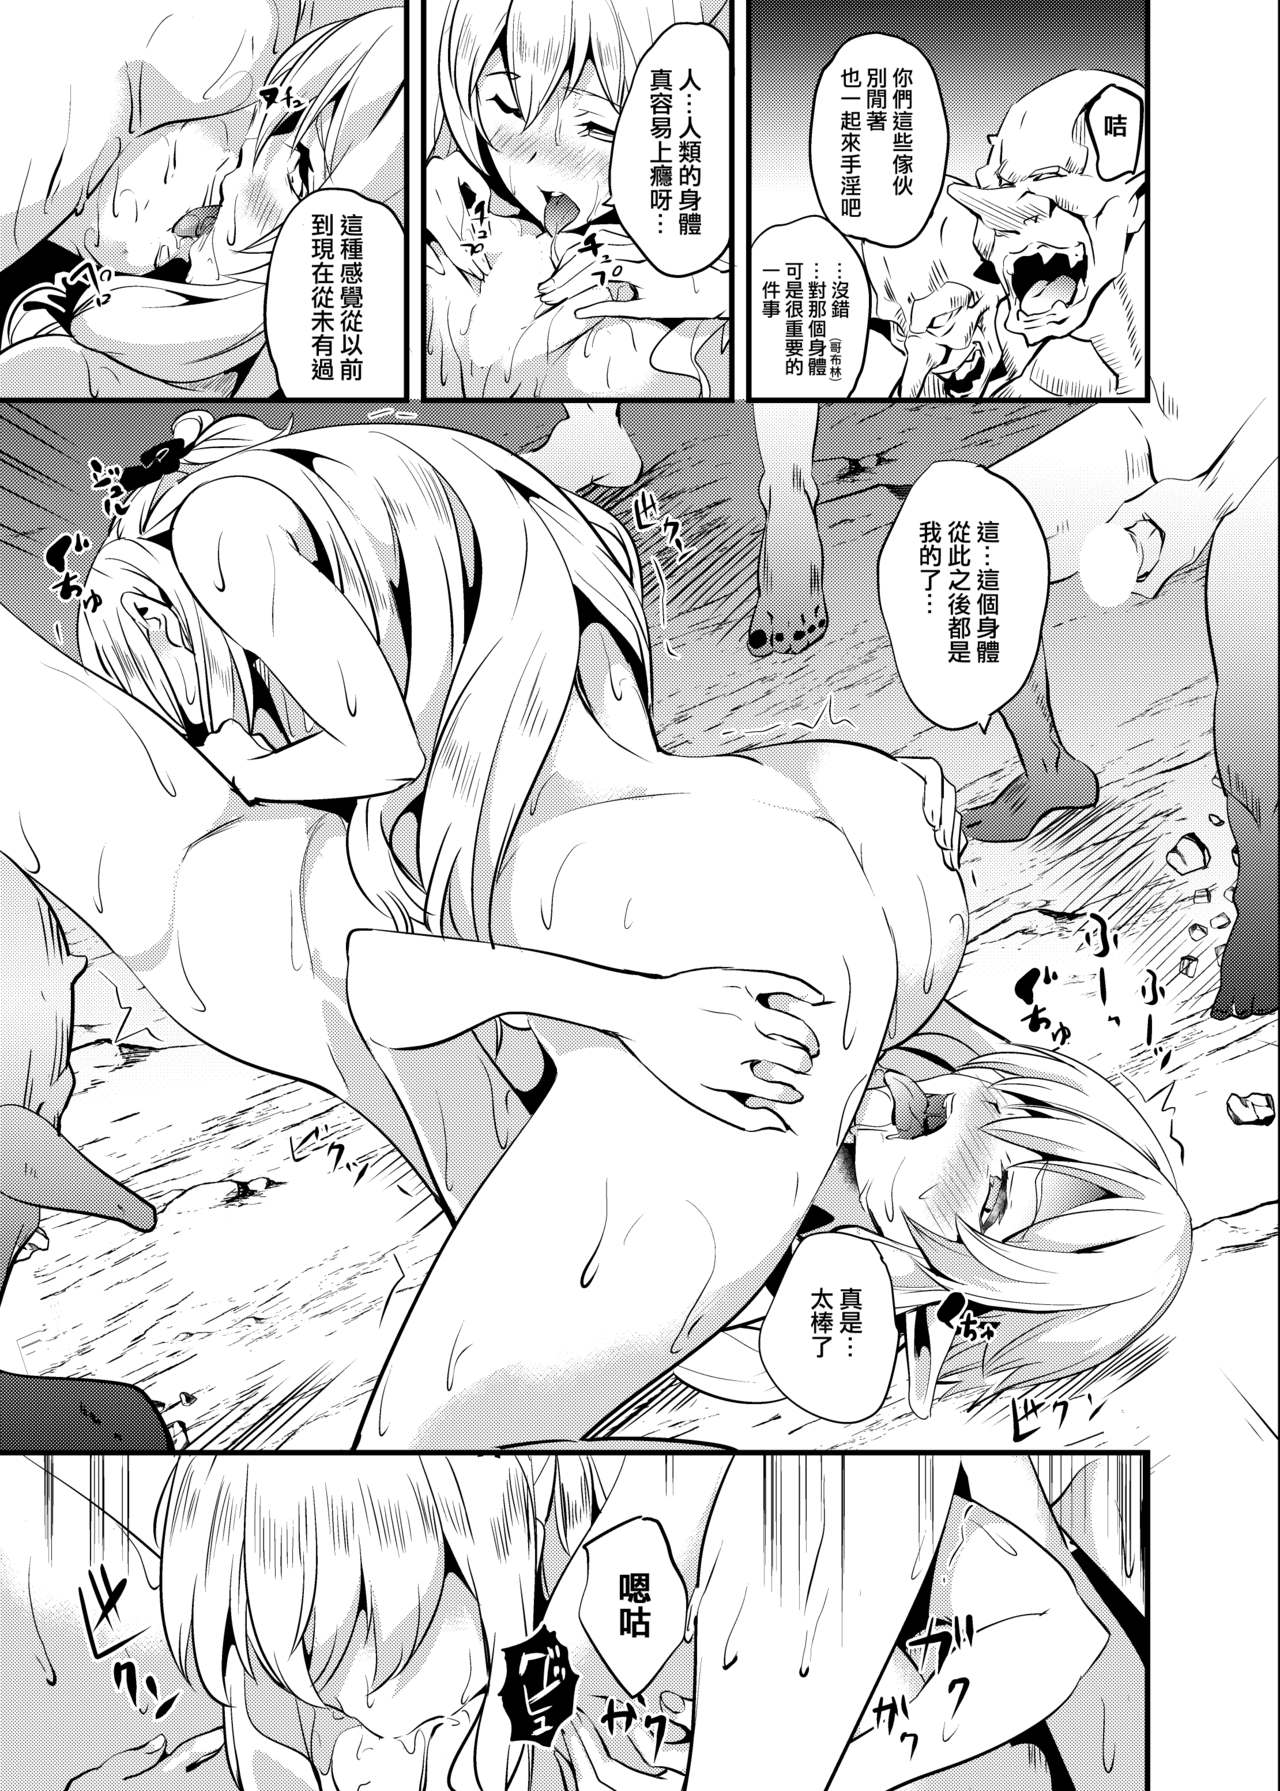 咭
你們這些傢伙
別閒著
也一起來手淫吧
…沒錯
(哥布林)
…對那個身體
可是很重要的
一件事
人…人類的身體
真容易上癮呀…
這種感覺從以前
到現在從未有過
這…這個身體
從此之後都是
我的了…
真是…
太棒了
嗯咕